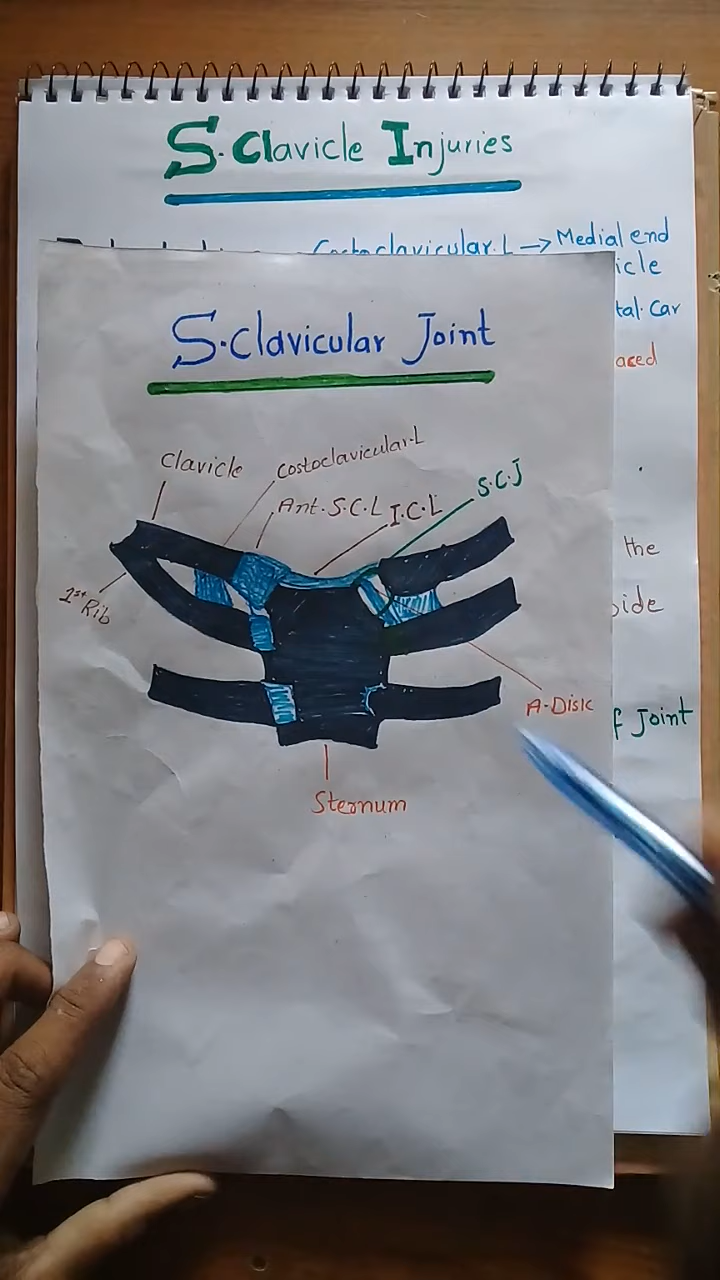 S.Clavicle Injuries
Costoclavicular.L → Medial end
icle
tal.Car
aced
the
side
f Joint
S.Clavicular Joint
Clavicle
Costoclavicular.L
Ant.S.C.L
I.C.L
S.C.J
1st Rib
A-Disk
Sternum